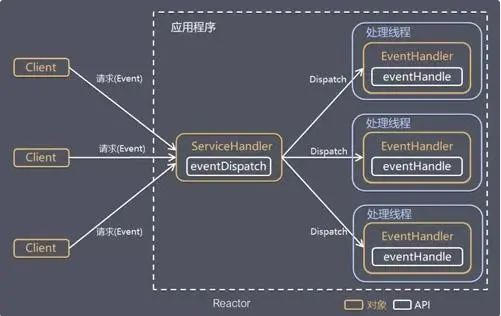 应用程序
处理线程
EventHandler
eventHandle
Client
请求(Event)
Dispatch
ServiceHandler
eventDispatch
Client
请求(Event)
Dispatch
处理线程
EventHandler
eventHandle
Client
请求(Event)
Dispatch
处理线程
EventHandler
eventHandle
Reactor
对象
API